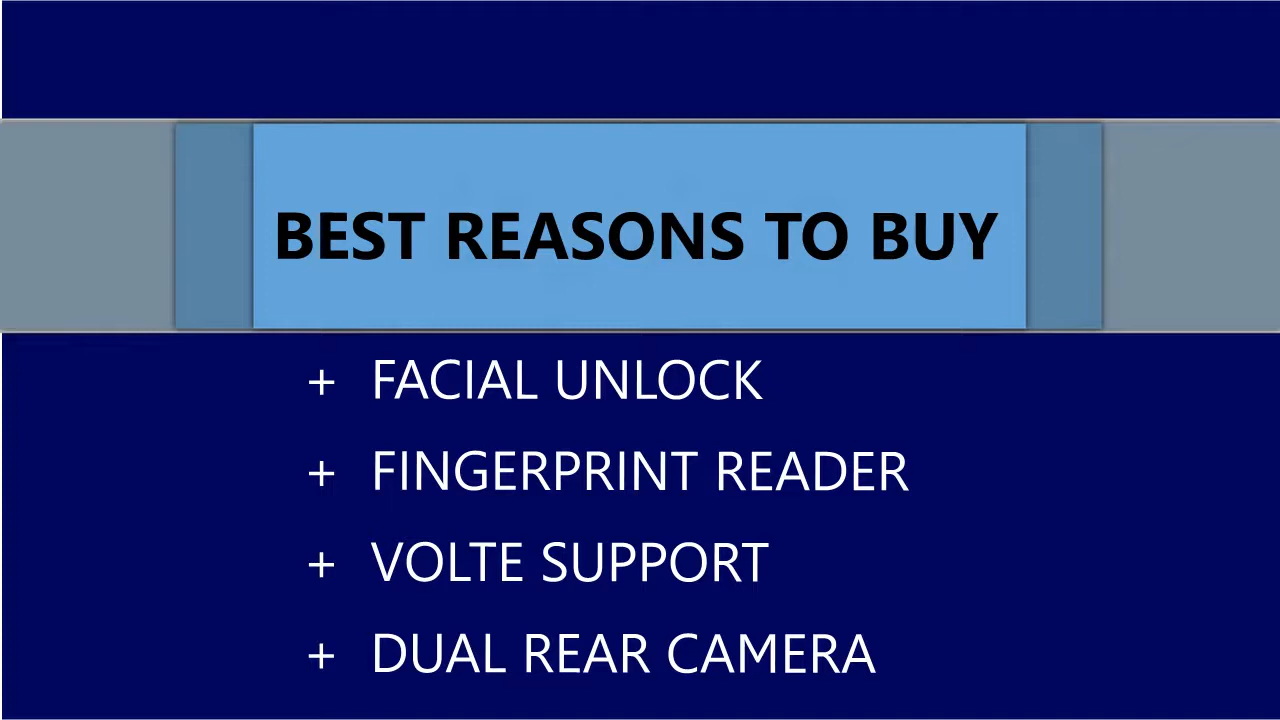 BEST REASONS TO BUY
+ FACIAL UNLOCK
+ FINGERPRINT READER
+ VOLTE SUPPORT
+ DUAL REAR CAMERA